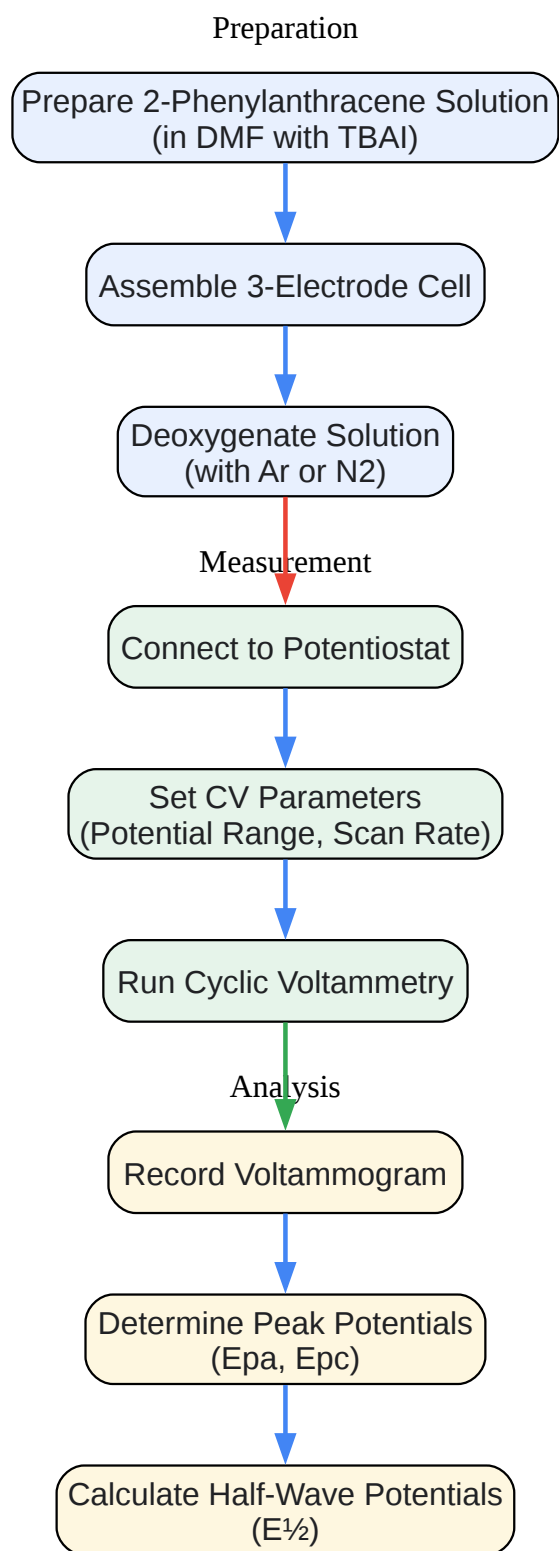 Preparation
Prepare 2-Phenylanthracene Solution
(in DMF with TBAI)
Assemble 3-Electrode Cell
Deoxygenate Solution
(with Ar or N2)
Measurement
Connect to Potentiostat
Set CV Parameters
(Potential Range, Scan Rate)
Run Cyclic Voltammetry
Analysis
Record Voltammogram
Determine Peak Potentials
(Epa, Epc)
Calculate Half-Wave Potentials
(E½)